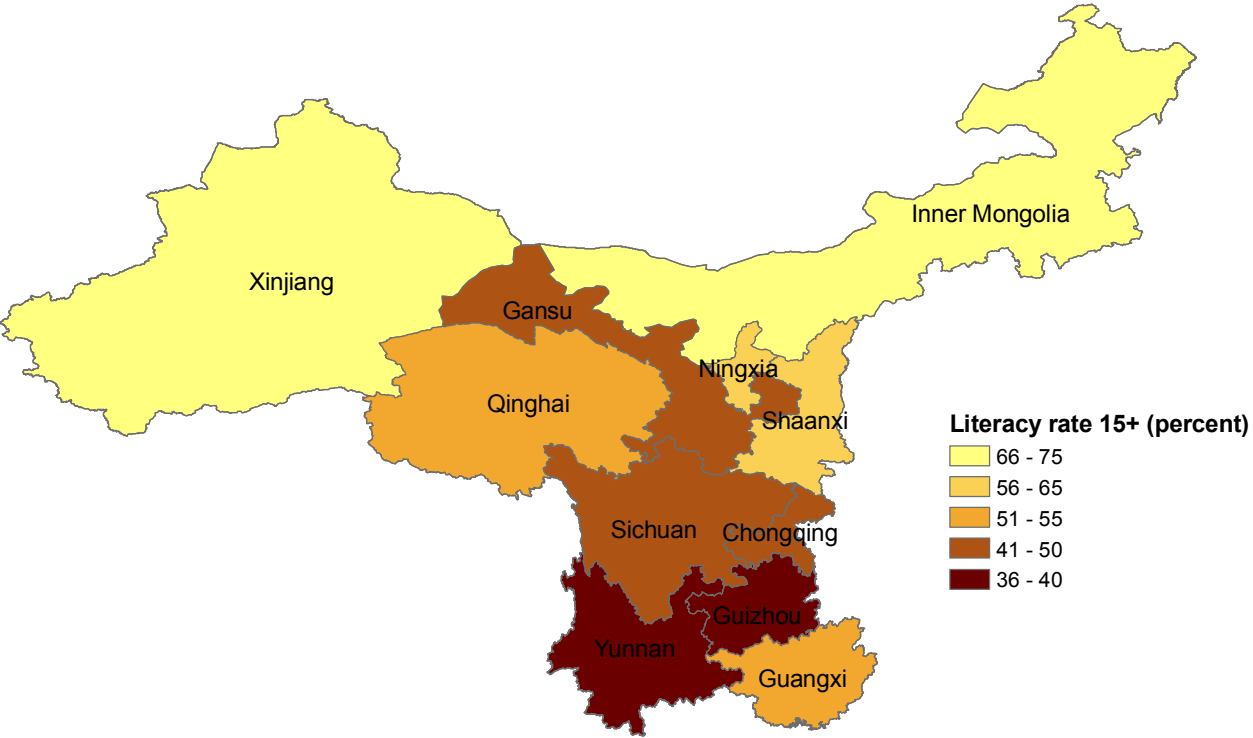 Inner Mongolia
Xinjiang
Gansu
Ningxia
Qinghai
Shaanxi
Literacy rate 15+ (percent)
66 - 75
56 - 65
51 - 55
41 - 50
36 - 40
Sichuan
Chongqing
Guizhou
Yunnan
Guangxi